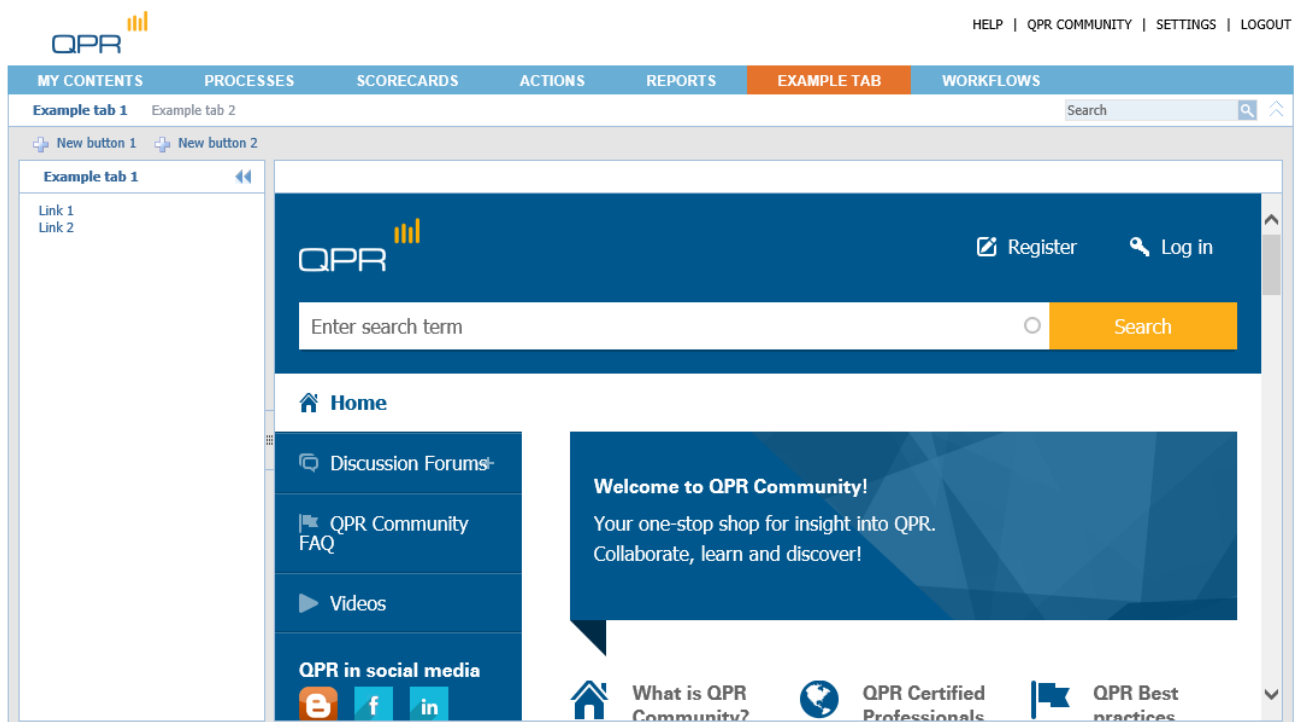 QPR
HELP | QPR COMMUNITY | SETTINGS | LOGOUT
MY CONTENTS PROCESSES SCORECARDS ACTIONS REPORTS EXAMPLE TAB WORKFLOWS
Example tab 1 Example tab 2 Search
New button 1 New button 2
Example tab 1
Link 1
Link 2
QPR
Register Log in
Enter search term Search
Home
Discussion Forums+
QPR Community
FAQ
Videos
QPR in social media
f in
Welcome to QPR Community!
Your one-stop shop for insight into QPR.
Collaborate, learn and discover!
What is QPR
Community?
QPR Certified
Professionals
QPR Best
practices